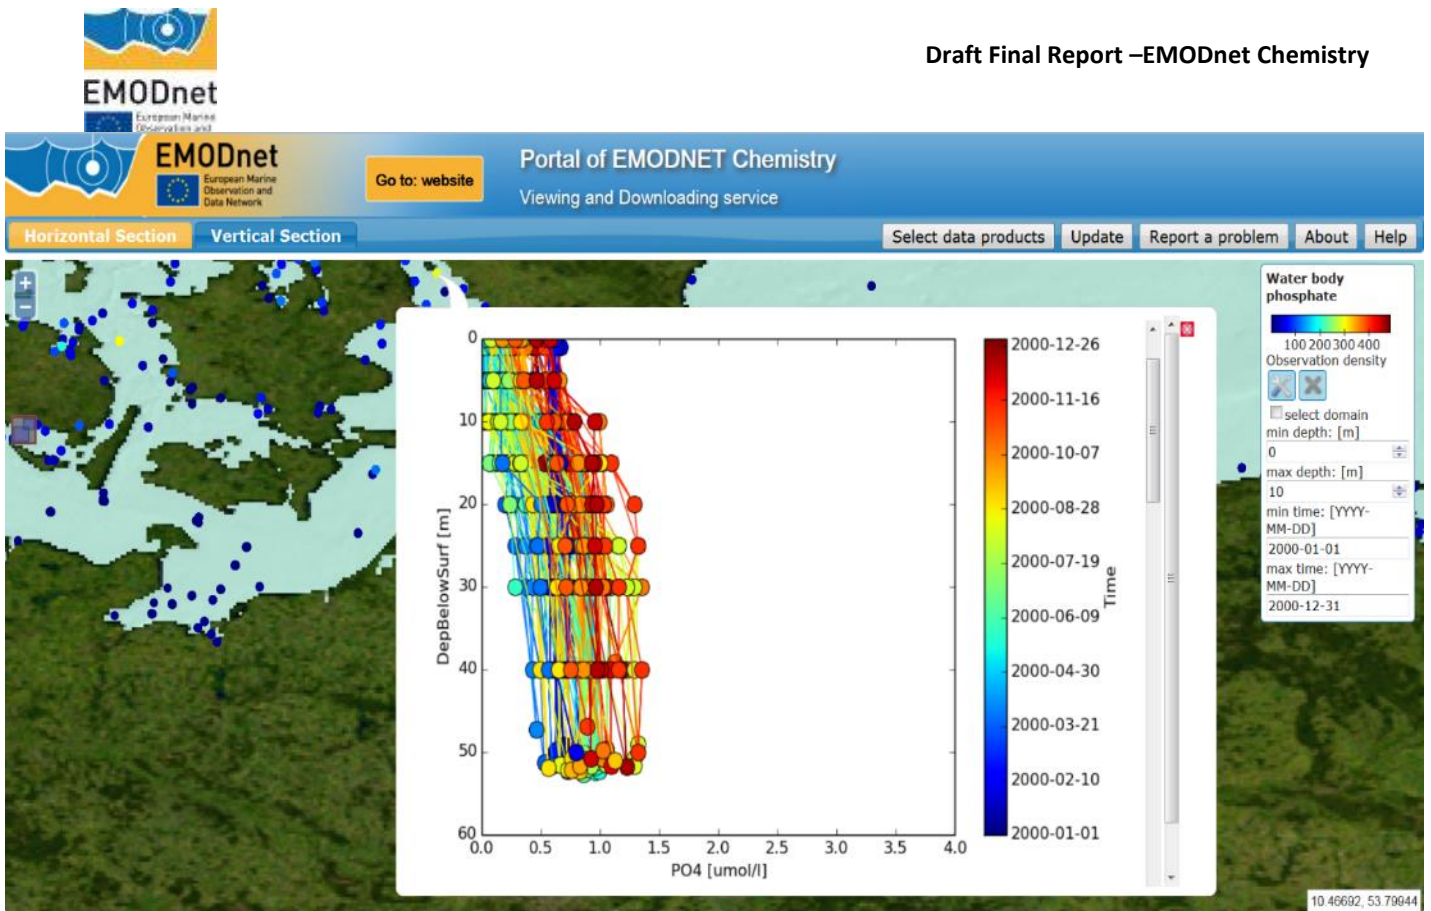 Draft Final Report –EMODnet Chemistry
EMODnet
European Marine
Observation and
EMODnet
European Marine
Observation and
Data Network
Go to: website
Portal of EMODNET Chemistry
Viewing and Downloading service
Horizontal Section
Vertical Section
Select data products
Update
Report a problem
About
Help
+
−
Water body
phosphate
100 200 300 400
Observation density
select domain
min depth: [m]
0
max depth: [m]
10
min time: [YYYY-
MM-DD]
2000-01-01
max time: [YYYY-
MM-DD]
2000-12-31
0
10
20
30
40
50
60
DepBelowSurf [m]
0.0 0.5 1.0 1.5 2.0 2.5 3.0 3.5 4.0
PO4 [umol/l]
2000-12-26
2000-11-16
2000-10-07
2000-08-28
2000-07-19
2000-06-09
2000-04-30
2000-03-21
2000-02-10
2000-01-01
Time
10.46692, 53.79944